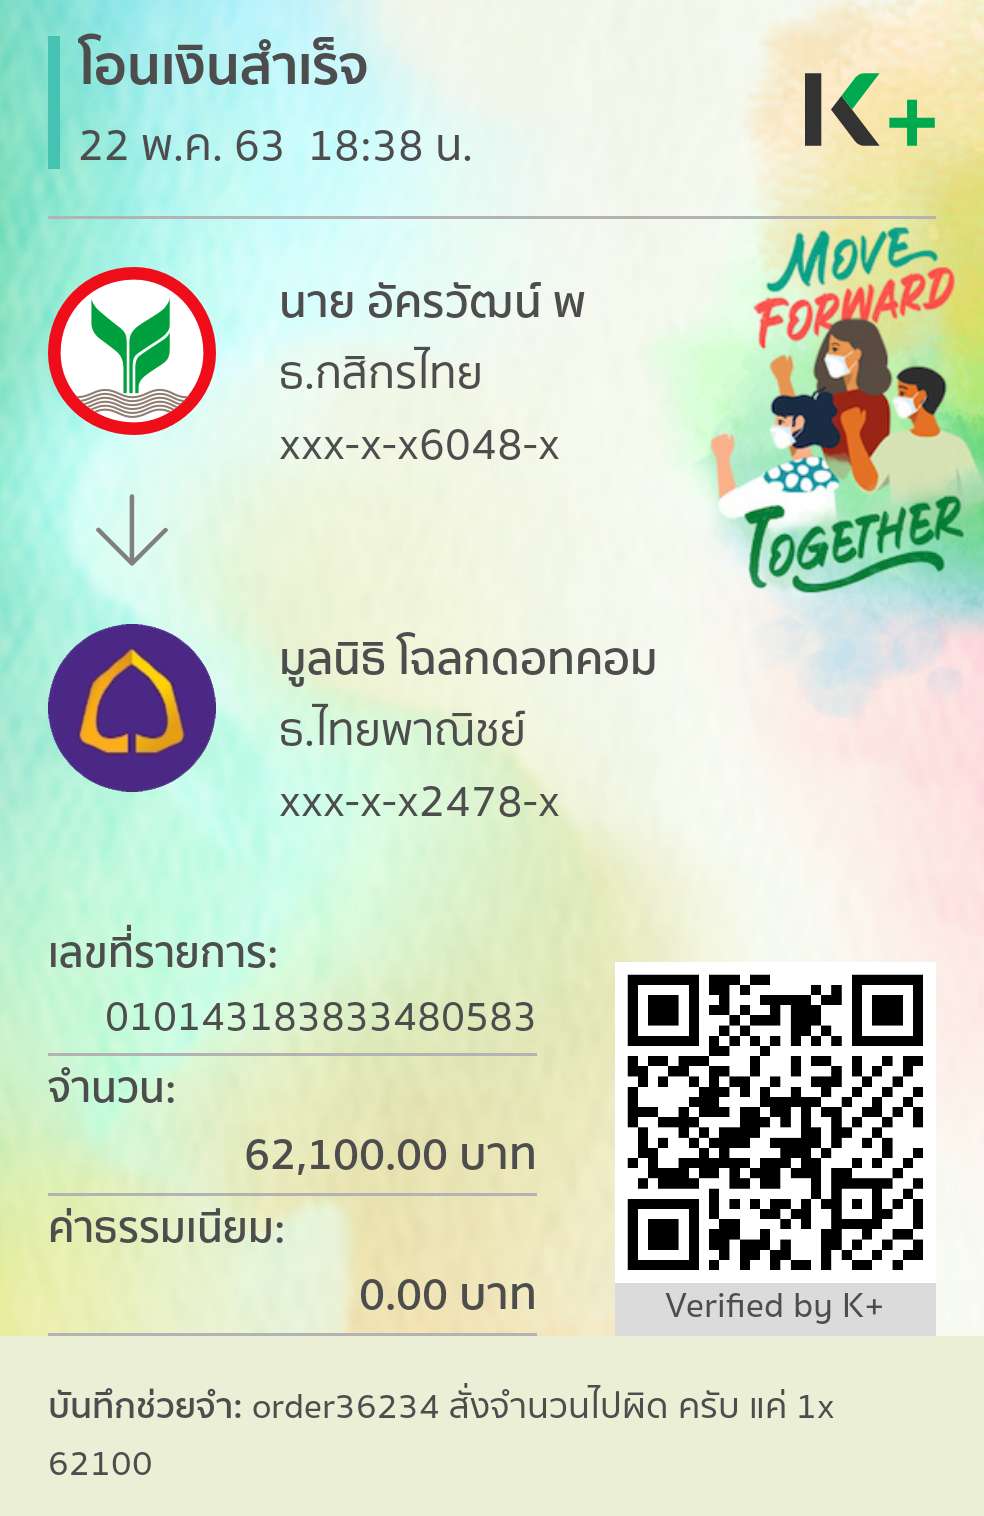 โอนเงินสำเร็จ
22 พ.ค. 63 18:38 น.
K+
MOVE
FORWARD
TOGETHER
นาย อัครวัฒน์ พ
ธ.กสิกรไทย
xxx-x-x6048-x
มูลนิธิ โฉลกดอทคอม
ธ.ไทยพาณิชย์
xxx-x-x2478-x
เลขที่รายการ:
010143183833480583
จำนวน:
62,100.00 บาท
ค่าธรรมเนียม:
0.00 บาท
Verified by K+
บันทึกช่วยจำ: order36234 สั่งจำนวนไปผิด ครับ แค่ 1x
62100